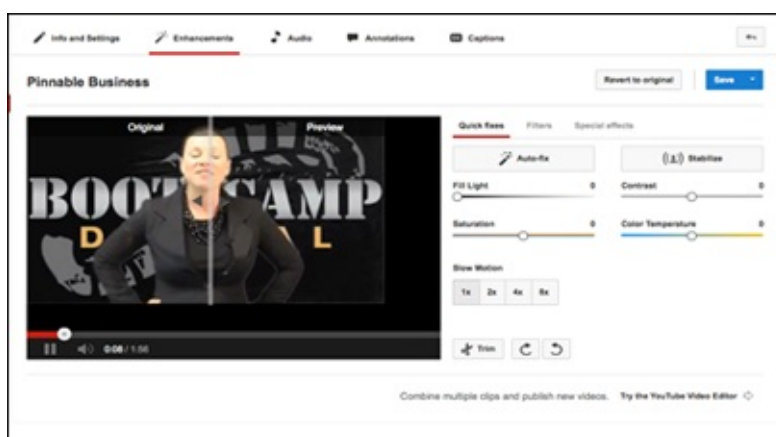 Info and Settings Enhancements Audio Annotations CC Captions
Pinnable Business Revert to original Save
Original Preview
Quick fixes Filters Special effects
Auto-fix Stabilize
Fill Light 0 Contrast 0
BOOT CAMP
Saturation 0 Color Temperature 0
D L
Slow Motion
1x 2x 4x 8x
0:08 / 1:56
Trim
Combine multiple clips and publish new videos. Try the YouTube Video Editor